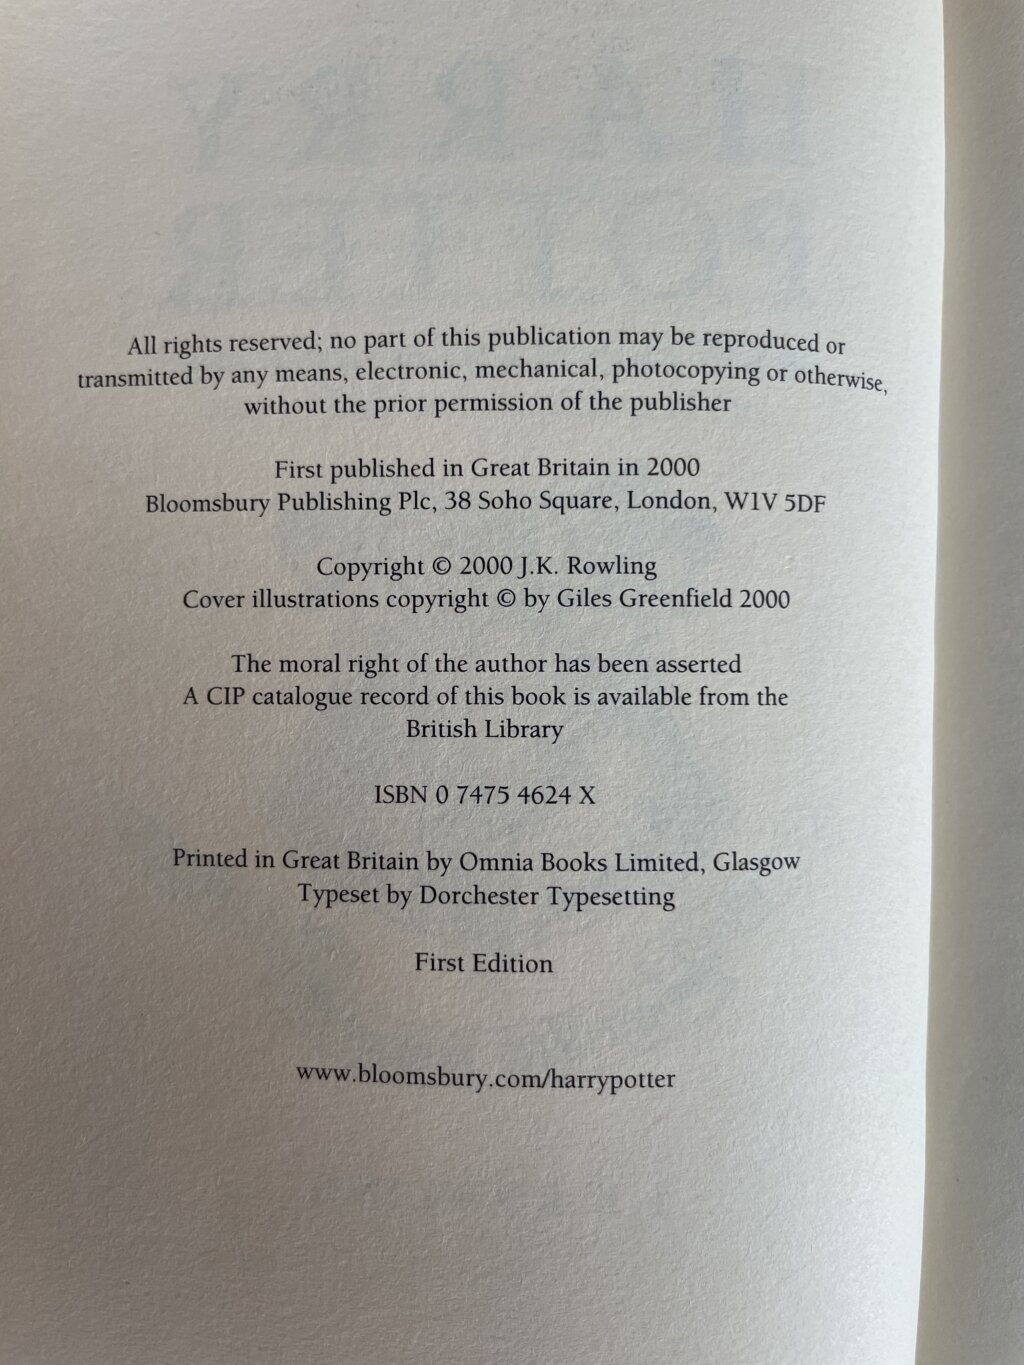 HARRY
POTTER
All rights reserved; no part of this publication may be reproduced or
transmitted by any means, electronic, mechanical, photocopying or otherwise,
without the prior permission of the publisher
First published in Great Britain in 2000
Bloomsbury Publishing Plc, 38 Soho Square, London, W1V 5DF
Copyright © 2000 J.K. Rowling
Cover illustrations copyright © by Giles Greenfield 2000
The moral right of the author has been asserted
A CIP catalogue record of this book is available from the
British Library
ISBN 0 7475 4624 X
Printed in Great Britain by Omnia Books Limited, Glasgow
Typeset by Dorchester Typesetting
First Edition
www.bloomsbury.com/harrypotter